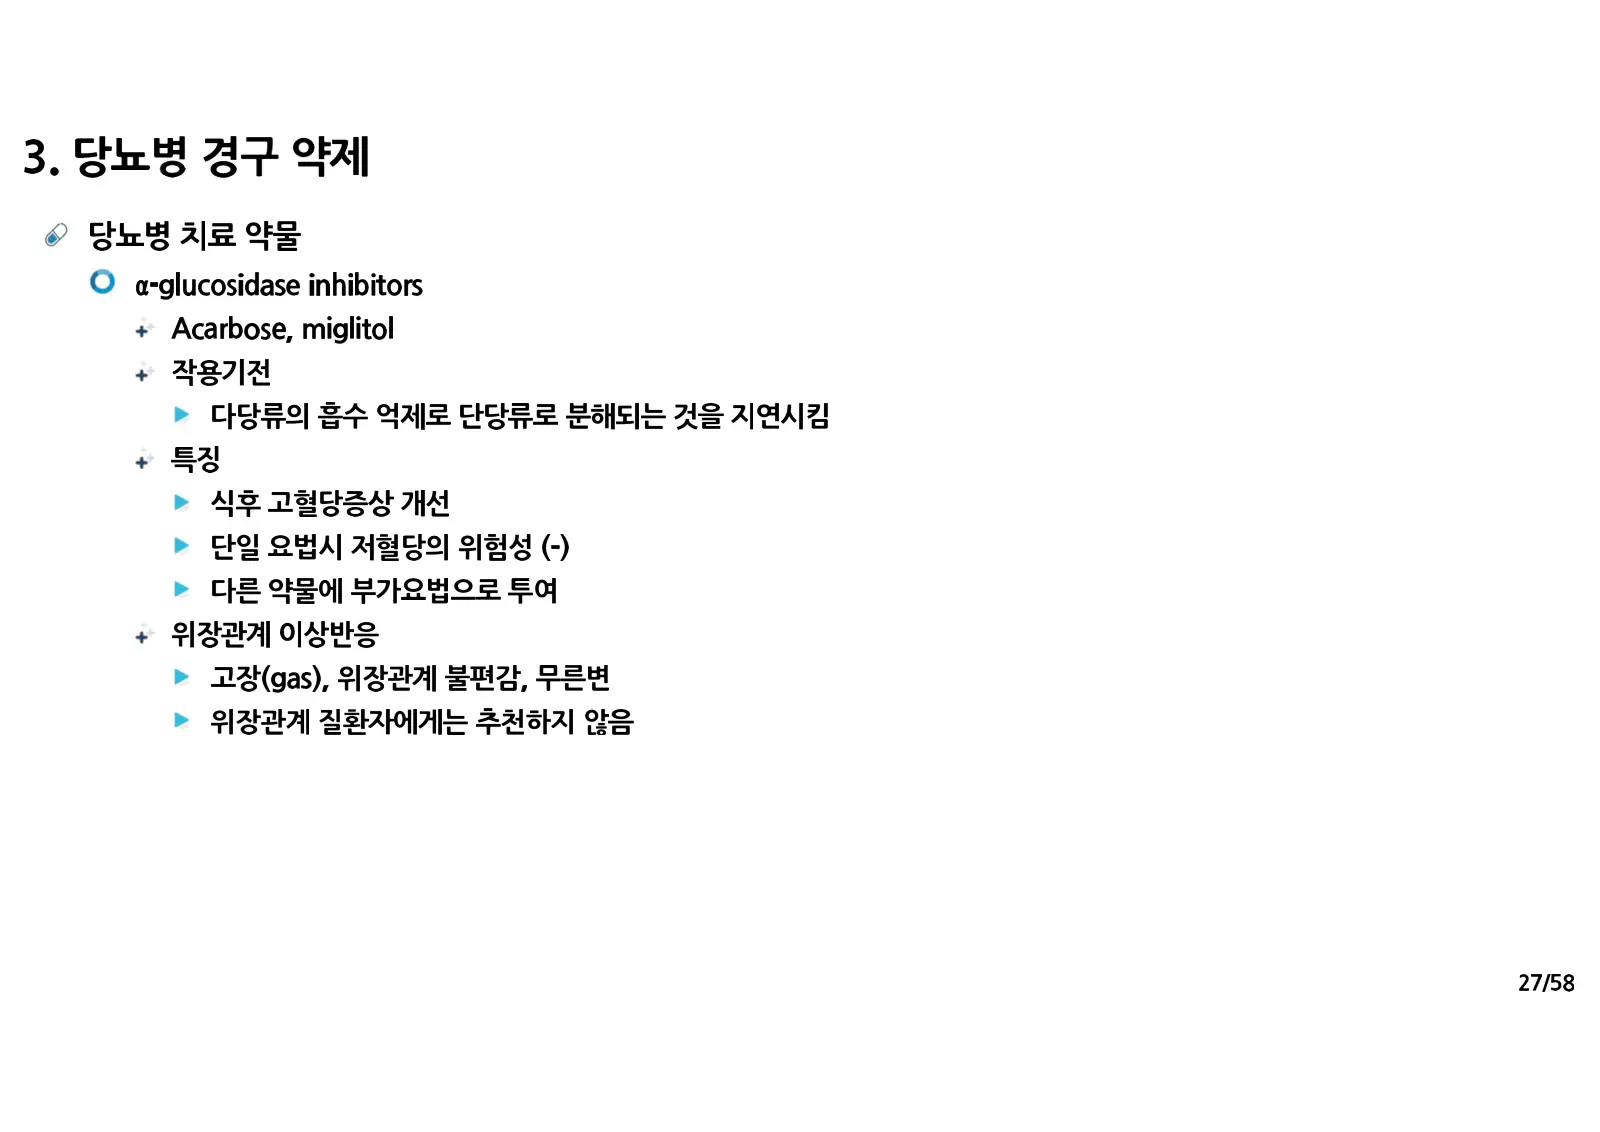 3. 당뇨병 경구 약제
당뇨병 치료 약물
α-glucosidase inhibitors
Acarbose, miglitol
작용기전
다당류의 흡수 억제로 단당류로 분해되는 것을 지연시킴
특징
식후 고혈당증상 개선
단일 요법시 저혈당의 위험성 (-)
다른 약물에 부가요법으로 투여
위장관계 이상반응
고장(gas), 위장관계 불편감, 무른변
위장관계 질환자에게는 추천하지 않음
27/58